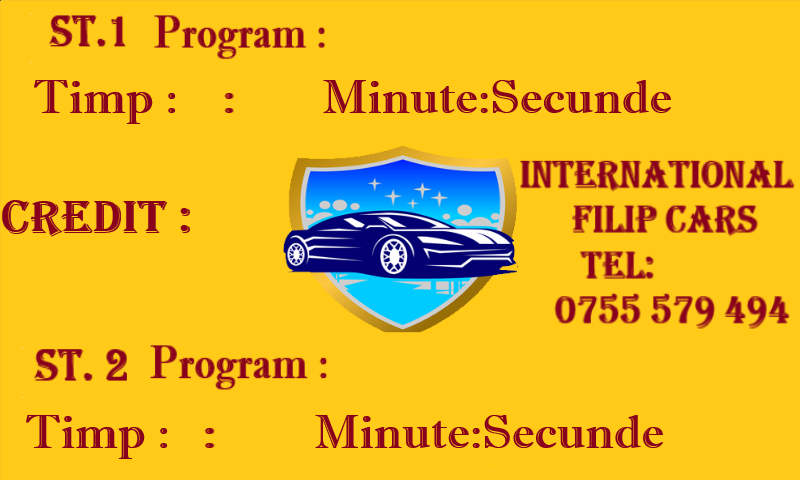 ST.1 Program :
Timp : : Minute:Secunde
CREDIT :
INTERNATIONAL
FILIP CARS
TEL:
0755 579 494
ST. 2 Program :
Timp : : Minute:Secunde